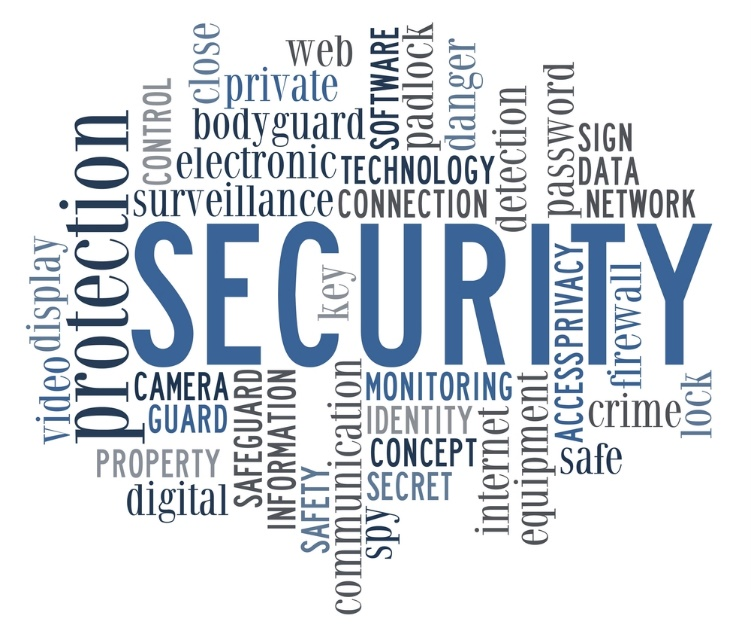 close
web
private
CONTROL
bodyguard
SOFTWARE
padlock
danger
electronic
TECHNOLOGY
detection
password
SIGN
DATA
NETWORK
surveillance
CONNECTION
protection
SECURITY
key
display
video
PRIVACY
ACCESS
firewall
CAMERA
GUARD
SAFEGUARD
INFORMATION
communication
MONITORING
IDENTITY
CONCEPT
SECRET
internet
equipment
crime
lock
safe
PROPERTY
digital
SAFETY
spy